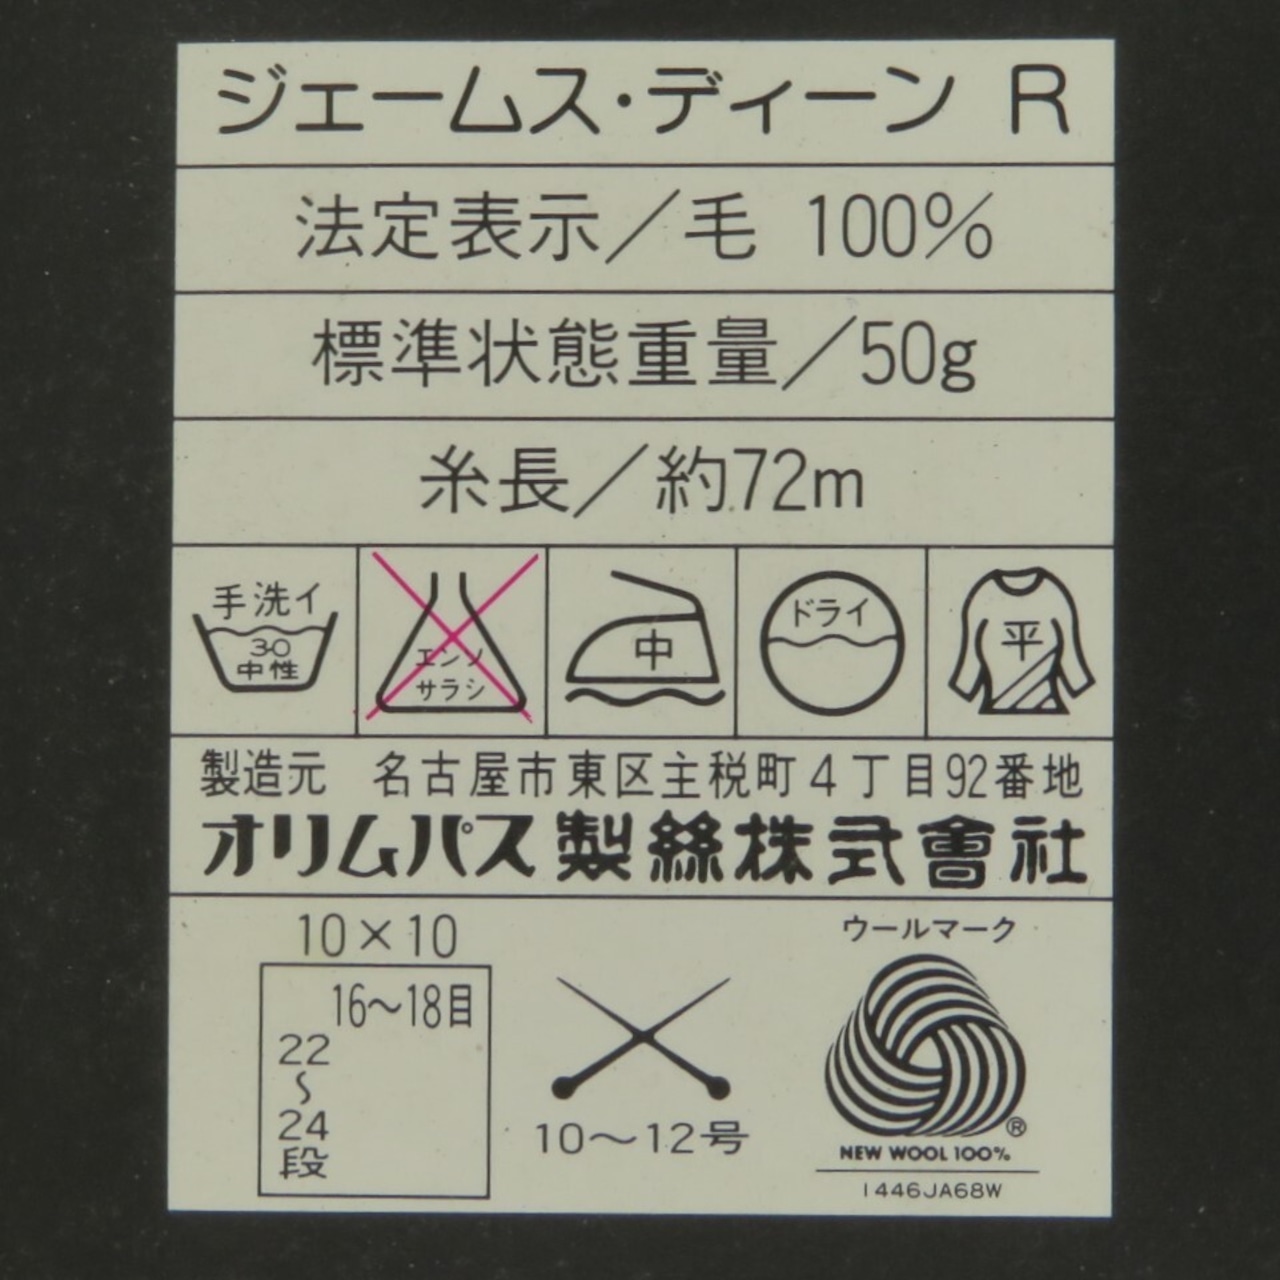 ジェームス・ディーン R
法定表示／毛 100%
標準状態重量／50g
糸長／約72m
手洗イ
30
中性
エンソ
サラシ
中
ドライ
平
製造元 名古屋市東区主税町4丁目92番地
オリムパス製絲株式會社
10×10
16〜18目
22
〜
24
段
10〜12号
ウールマーク
®
NEW WOOL 100%
1446JA68W